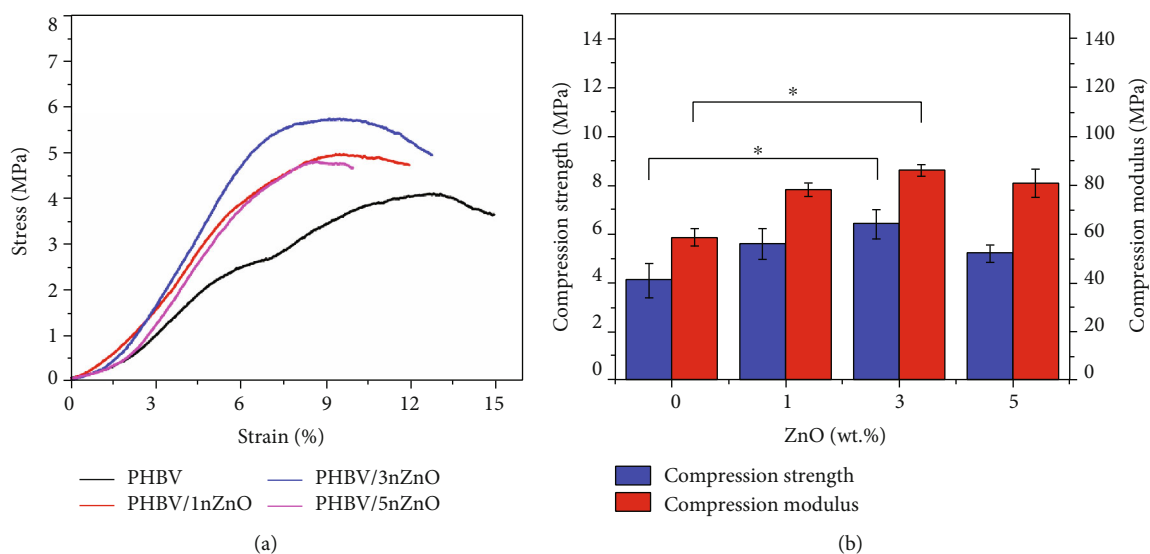 8
7
6
5
4
3
2
1
0
Stress (MPa)
0 3 6 9 12 15
Strain (%)
PHBV PHBV/3nZnO
PHBV/1nZnO PHBV/5nZnO
(a)
14
12
10
8
6
4
2
0
Compression strength (MPa)
*
*
140
120
100
80
60
40
20
0
Compression modulus (MPa)
0 1 3 5
ZnO (wt.%)
Compression strength
Compression modulus
(b)